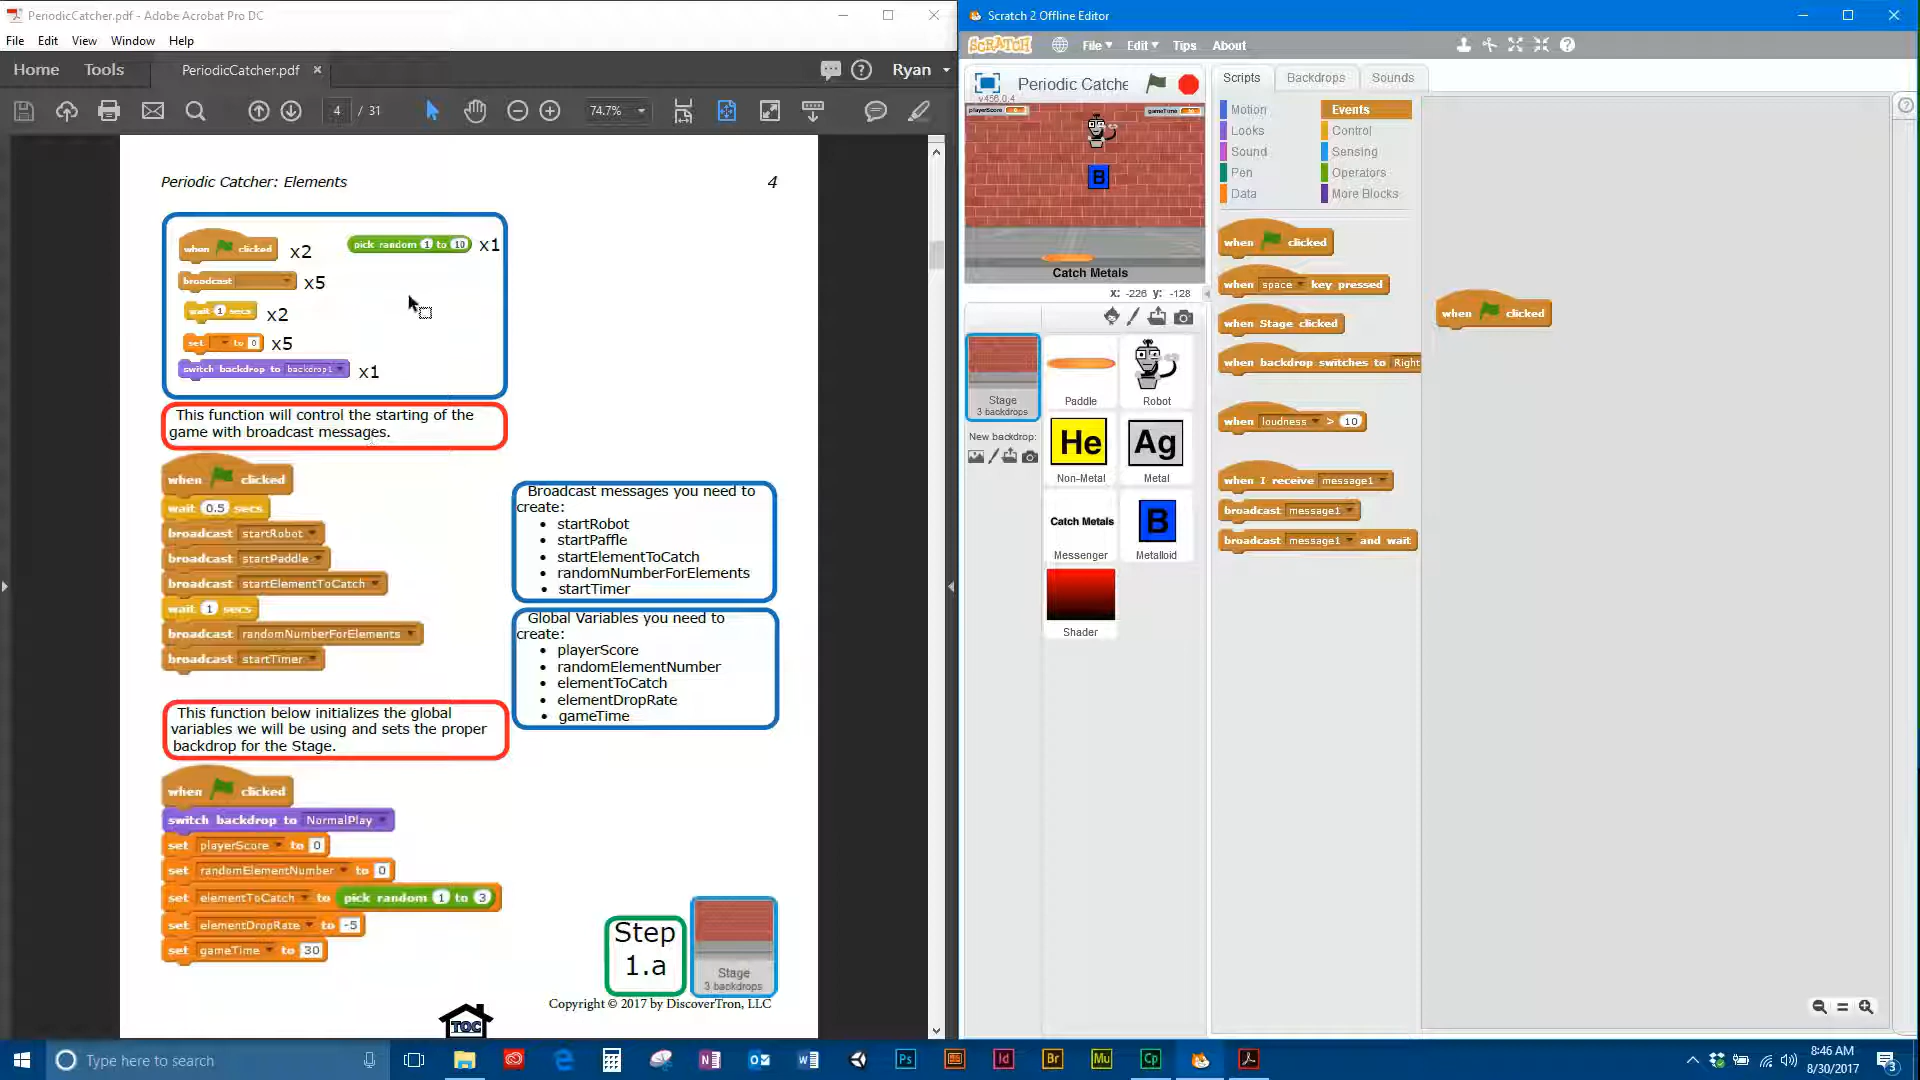 PeriodicCatcher.pdf - Adobe Acrobat Pro DC
File Edit View Window Help
Home Tools PeriodicCatcher.pdf × Ryan
4 / 31 74.7%
Periodic Catcher: Elements 4
when clicked x2 pick random 1 to 10 x1
broadcast x5
wait 1 secs x2
set to 0 x5
switch backdrop to backdrop1 x1
This function will control the starting of the
game with broadcast messages.
when clicked
wait 0.5 secs
broadcast startRobot
broadcast startPaddle
broadcast startElementToCatch
wait 1 secs
broadcast randomNumberForElements
broadcast startTimer
Broadcast messages you need to
create:
• startRobot
• startPaffle
• startElementToCatch
• randomNumberForElements
• startTimer
Global Variables you need to
create:
• playerScore
• randomElementNumber
• elementToCatch
• elementDropRate
• gameTime
This function below initializes the global
variables we will be using and sets the proper
backdrop for the Stage.
when clicked
switch backdrop to NormalPlay
set playerScore to 0
set randomElementNumber to 0
set elementToCatch to pick random 1 to 3
set elementDropRate to -5
set gameTime to 30
Step
1.a
Stage
3 backdrops
Copyright © 2017 by DiscoverTron, LLC
TOC
Scratch 2 Offline Editor
SCRATCH File Edit Tips About
Periodic Catche
v456.0.4
playerScore
gameTime
B
Catch Metals
x: -226 y: -128
Stage
3 backdrops
New backdrop:
Paddle
Robot
He
Non-Metal
Ag
Metal
Catch Metals
Messenger
B
Metalloid
Shader
Scripts Backdrops Sounds
Motion Events
Looks Control
Sound Sensing
Pen Operators
Data More Blocks
when clicked
when space key pressed
when Stage clicked
when backdrop switches to Right
when loudness > 10
when I receive message1
broadcast message1
broadcast message1 and wait
when clicked
Type here to search
Ps Id Br Mu Cp
8:46 AM
8/30/2017
3